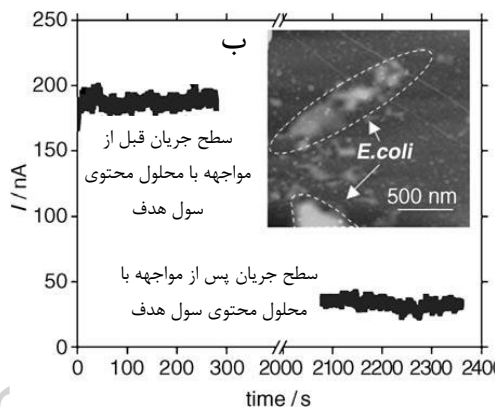 250
ب
200
سطح جریان قبل از
150
مواجهه با محلول محتوی
سول هدف
E.coli
I / nA
500 nm
100
سطح جریان پس از مواجهه با
50
محلول محتوی سول هدف
0
0 100 200 300 2000 2100 2200 2300 2400
time / s